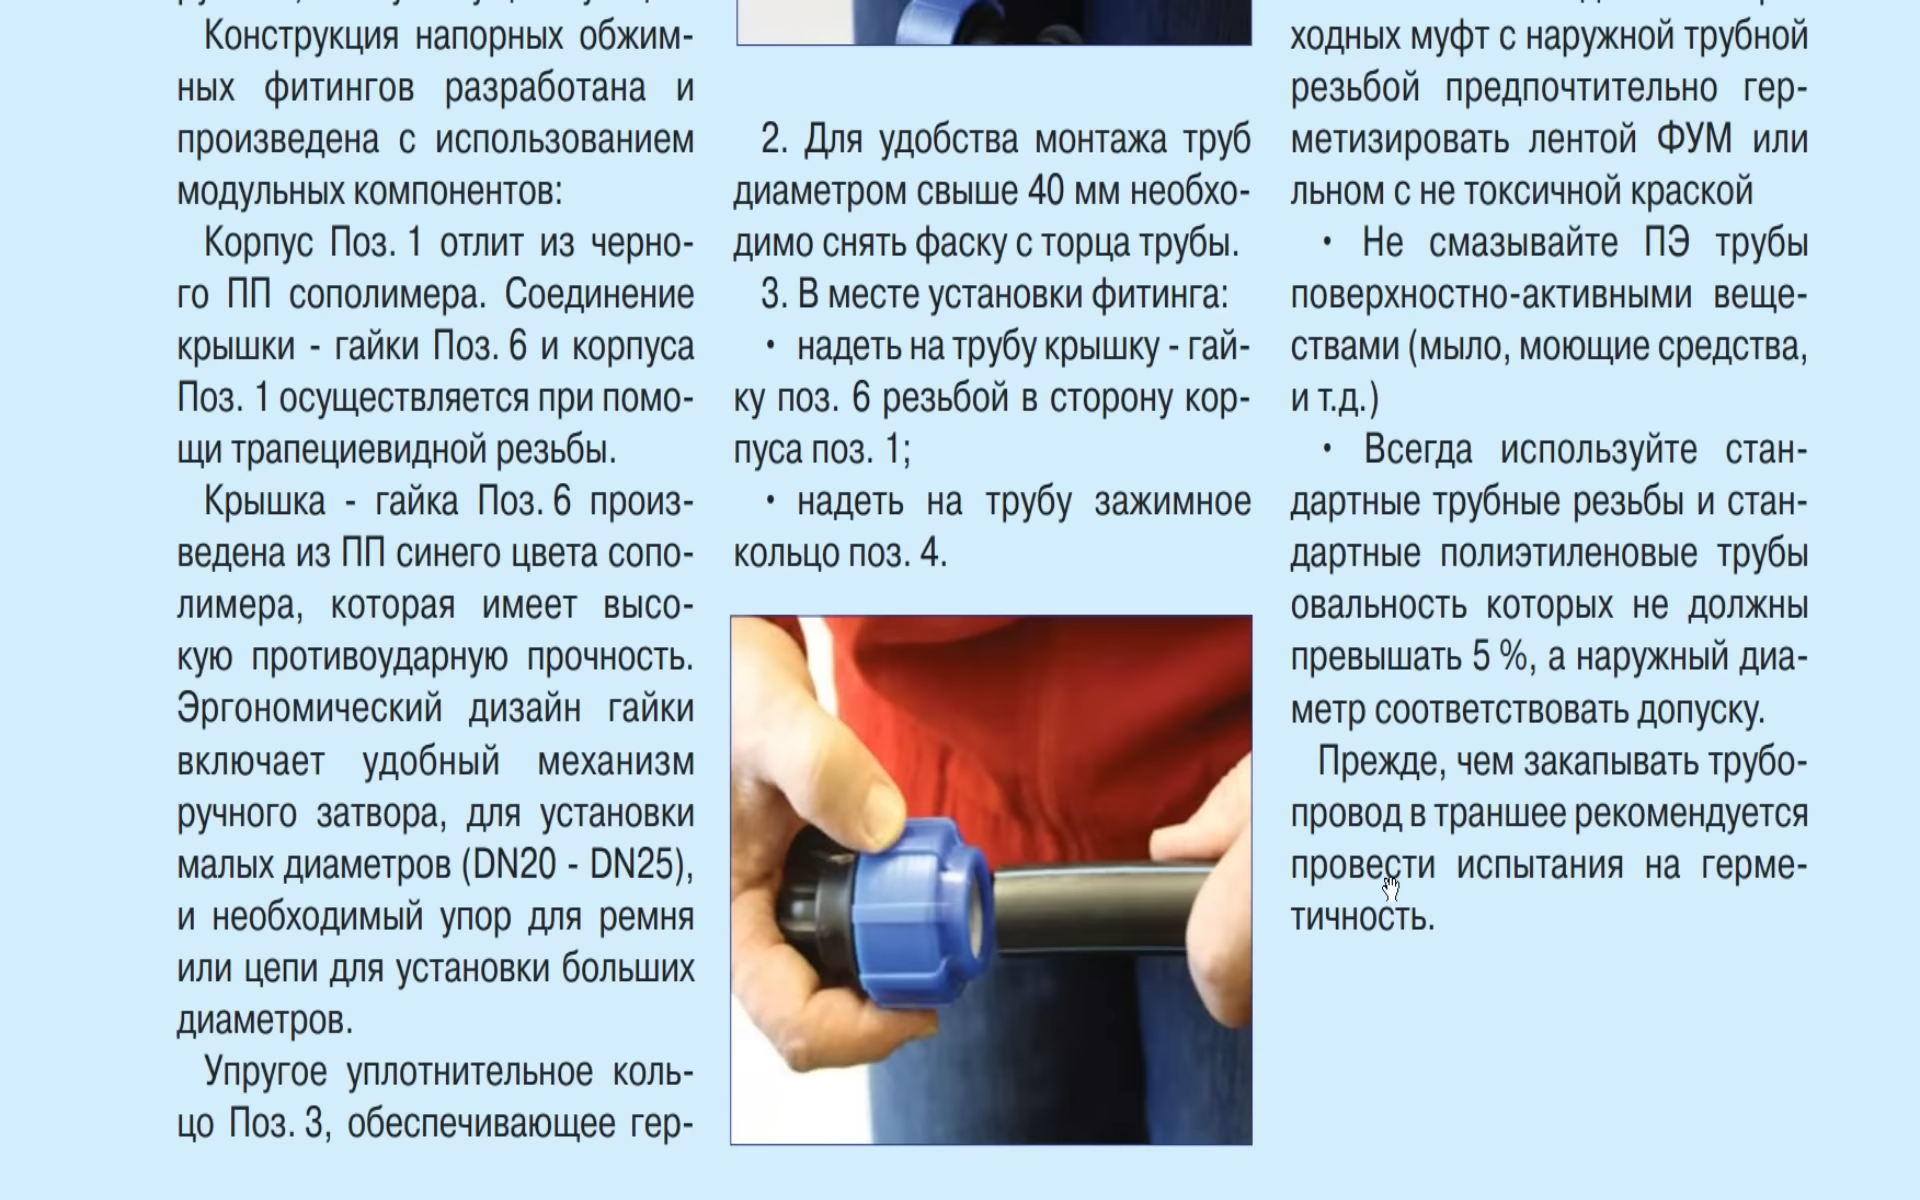 Конструкция напорных обжим-
ных фитингов разработана и
произведена с использованием
модульных компонентов:
Корпус Поз. 1 отлит из черно-
го ПП сополимера. Соединение
крышки - гайки Поз. 6 и корпуса
Поз. 1 осуществляется при помо-
щи трапециевидной резьбы.
Крышка - гайка Поз. 6 произ-
ведена из ПП синего цвета сопо-
лимера, которая имеет высо-
кую противоударную прочность.
Эргономический дизайн гайки
включает удобный механизм
ручного затвора, для установки
малых диаметров (DN20 - DN25),
и необходимый упор для ремня
или цепи для установки больших
диаметров.
Упругое уплотнительное коль-
цо Поз. 3, обеспечивающее гер-
2. Для удобства монтажа труб
диаметром свыше 40 мм необхо-
димо снять фаску с торца трубы.
3. В месте установки фитинга:
• надеть на трубу крышку - гай-
ку поз. 6 резьбой в сторону кор-
пуса поз. 1;
• надеть на трубу зажимное
кольцо поз. 4.
ходных муфт с наружной трубной
резьбой предпочтительно гер-
метизировать лентой ФУМ или
льном с не токсичной краской
• Не смазывайте ПЭ трубы
поверхностно-активными веще-
ствами (мыло, моющие средства,
и т.д.)
• Всегда используйте стан-
дартные трубные резьбы и стан-
дартные полиэтиленовые трубы
овальность которых не должны
превышать 5 %, а наружный диа-
метр соответствовать допуску.
Прежде, чем закапывать трубо-
провод в траншее рекомендуется
провести испытания на герме-
тичность.